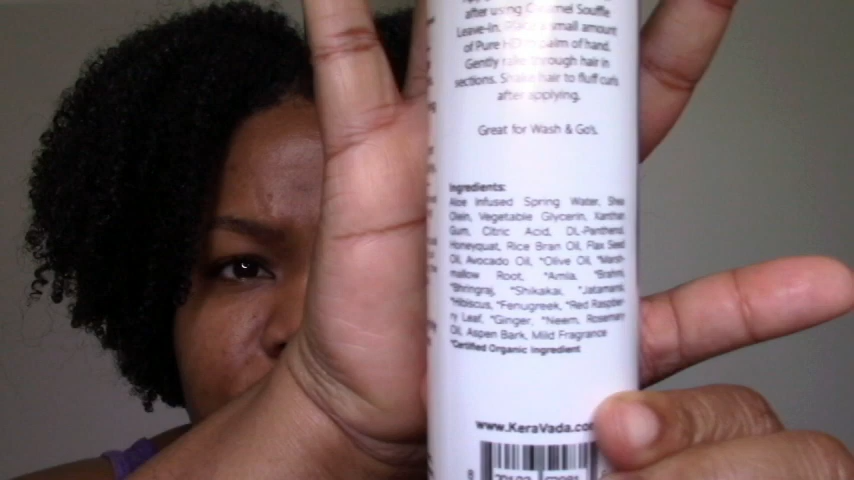 after using Caramel Souffle
Leave-In. Place a small amount
of Pure HD in palm of hand.
Gently rake through hair in
sections. Shake hair to fluff curls
after applying.
Great for Wash & Go's.
Ingredients:
Aloe Infused Spring Water, Shea
Olein, Vegetable Glycerin, Xanthan
Gum, Citric Acid, DL-Panthenol,
Honeyquat, Rice Bran Oil, Flax Seed
Oil, Avocado Oil, *Olive Oil, *Marsh-
mallow Root, *Amla, *Brahmi,
*Bhringraj, *Shikakai, *Jatamansi,
*Hibiscus, *Fenugreek, *Red Raspber-
ry Leaf, *Ginger, *Neem, Rosemary
Oil, Aspen Bark, Mild Fragrance
*Certified Organic Ingredient
www.KeraVada.com